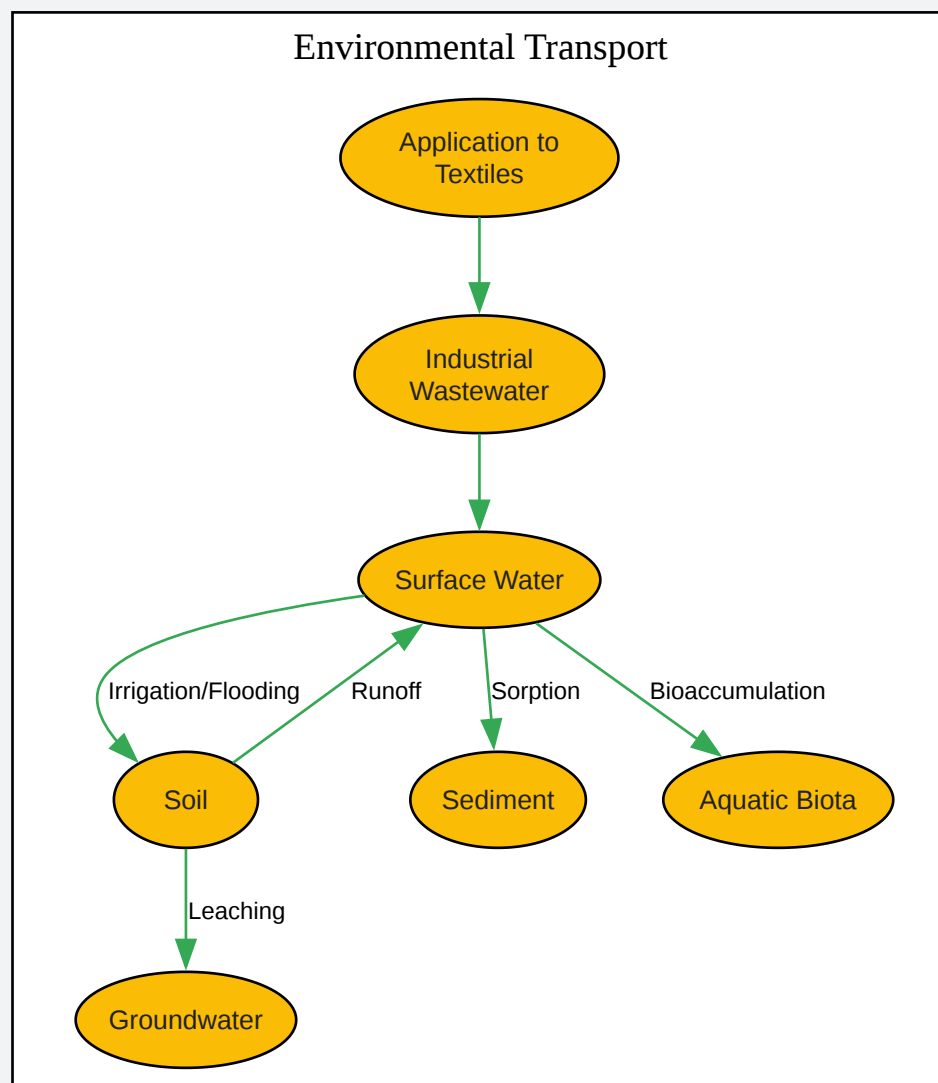 Environmental Transport
Application to
Textiles
Industrial
Wastewater
Surface Water
Irrigation/Flooding
Runoff
Sorption
Bioaccumulation
Soil
Sediment
Aquatic Biota
Leaching
Groundwater